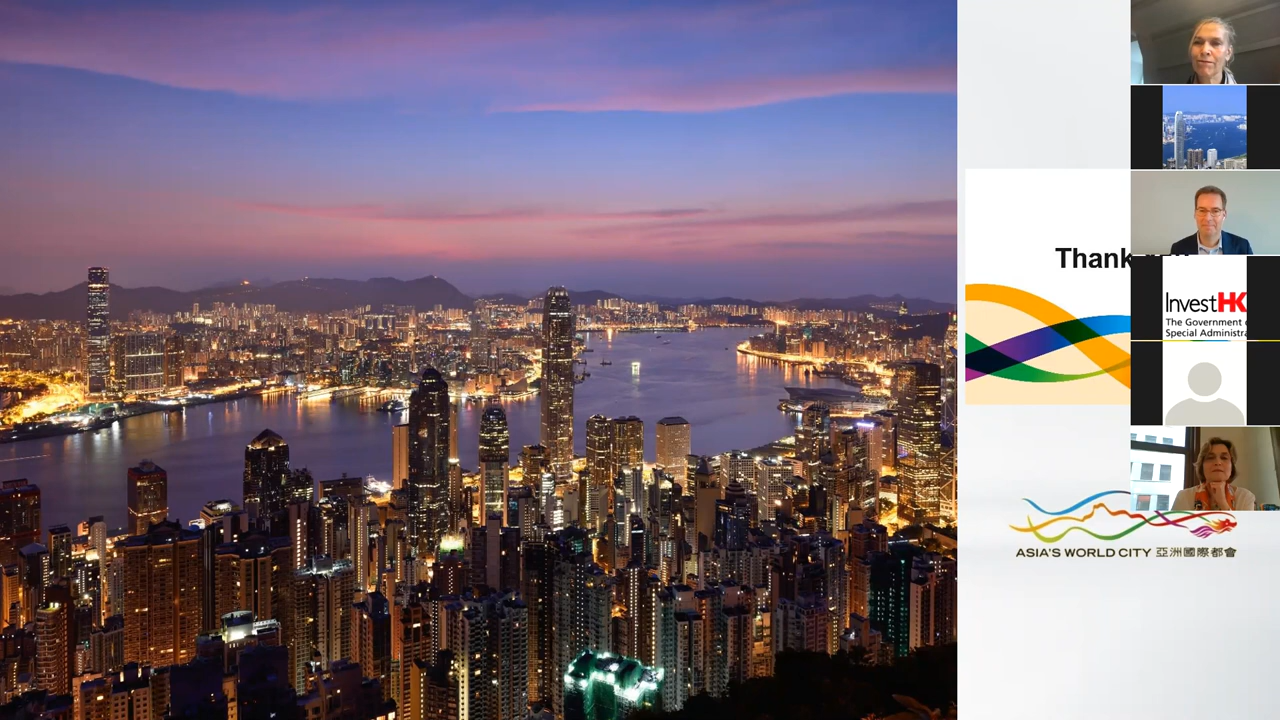 Thank
InvestHK
The Government
Special Administra
ASIA'S WORLD CITY 亞洲國際都會